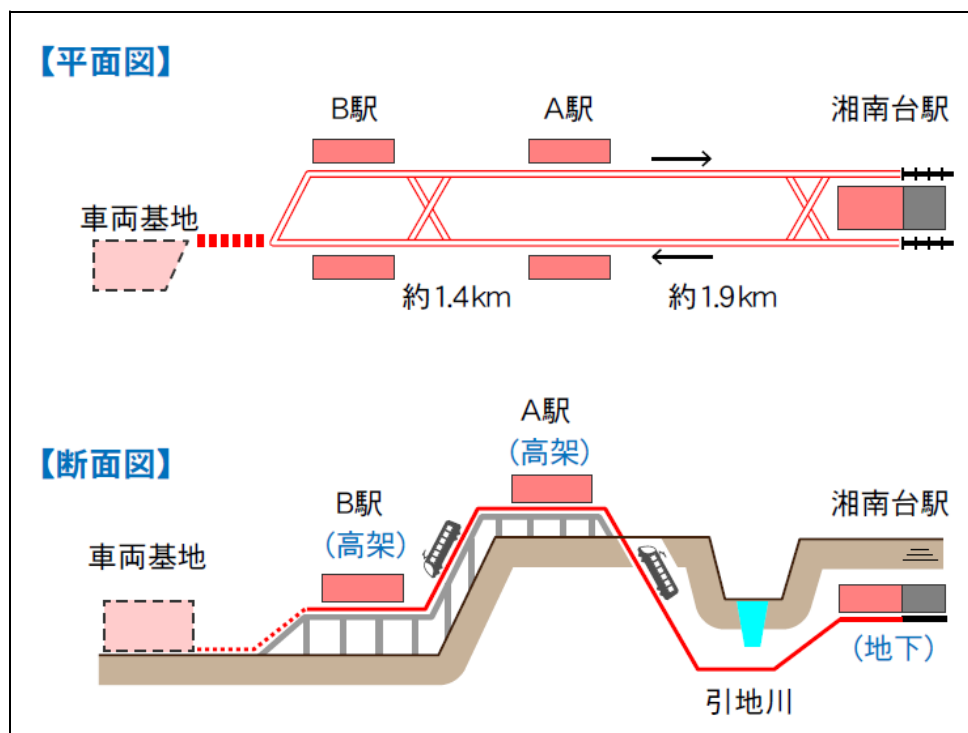 【平面図】
B駅
A駅
湘南台駅
車両基地
約1.4km
約1.9km
【断面図】
A駅
（高架）
B駅
（高架）
湘南台駅
車両基地
（地下）
引地川